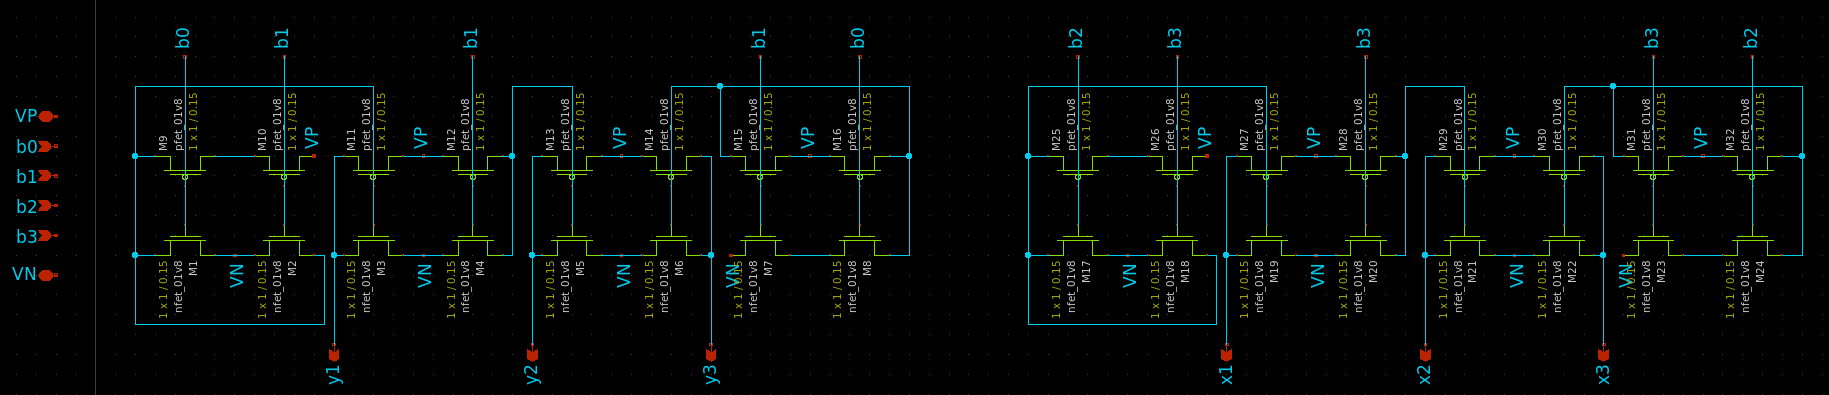 b0
b1
b1
b1
b0
b2
b3
b3
b3
b2
VP
b0
b1
b2
b3
VN
M9
pfet_01v8
1 x 1 / 0.15
M10
pfet_01v8
1 x 1 / 0.15
VP
M11
pfet_01v8
1 x 1 / 0.15
VP
M12
pfet_01v8
1 x 1 / 0.15
M13
pfet_01v8
1 x 1 / 0.15
VP
M14
pfet_01v8
1 x 1 / 0.15
M15
pfet_01v8
1 x 1 / 0.15
VP
M16
pfet_01v8
1 x 1 / 0.15
M25
pfet_01v8
1 x 1 / 0.15
M26
pfet_01v8
1 x 1 / 0.15
VP
M27
pfet_01v8
1 x 1 / 0.15
VP
M28
pfet_01v8
1 x 1 / 0.15
M29
pfet_01v8
1 x 1 / 0.15
VP
M30
pfet_01v8
1 x 1 / 0.15
M31
pfet_01v8
1 x 1 / 0.15
VP
M32
pfet_01v8
1 x 1 / 0.15
1 x 1 / 0.15
nfet_01v8
M1
VN
1 x 1 / 0.15
nfet_01v8
M2
1 x 1 / 0.15
nfet_01v8
M3
VN
1 x 1 / 0.15
nfet_01v8
M4
1 x 1 / 0.15
nfet_01v8
M5
VN
1 x 1 / 0.15
nfet_01v8
M6
VN
1 x 1 / 0.15
nfet_01v8
M7
1 x 1 / 0.15
nfet_01v8
M8
1 x 1 / 0.15
nfet_01v8
M17
VN
1 x 1 / 0.15
nfet_01v8
M18
1 x 1 / 0.15
nfet_01v8
M19
VN
1 x 1 / 0.15
nfet_01v8
M20
1 x 1 / 0.15
nfet_01v8
M21
VN
1 x 1 / 0.15
nfet_01v8
M22
VN
1 x 1 / 0.15
nfet_01v8
M23
1 x 1 / 0.15
nfet_01v8
M24
y1
y2
y3
x1
x2
x3